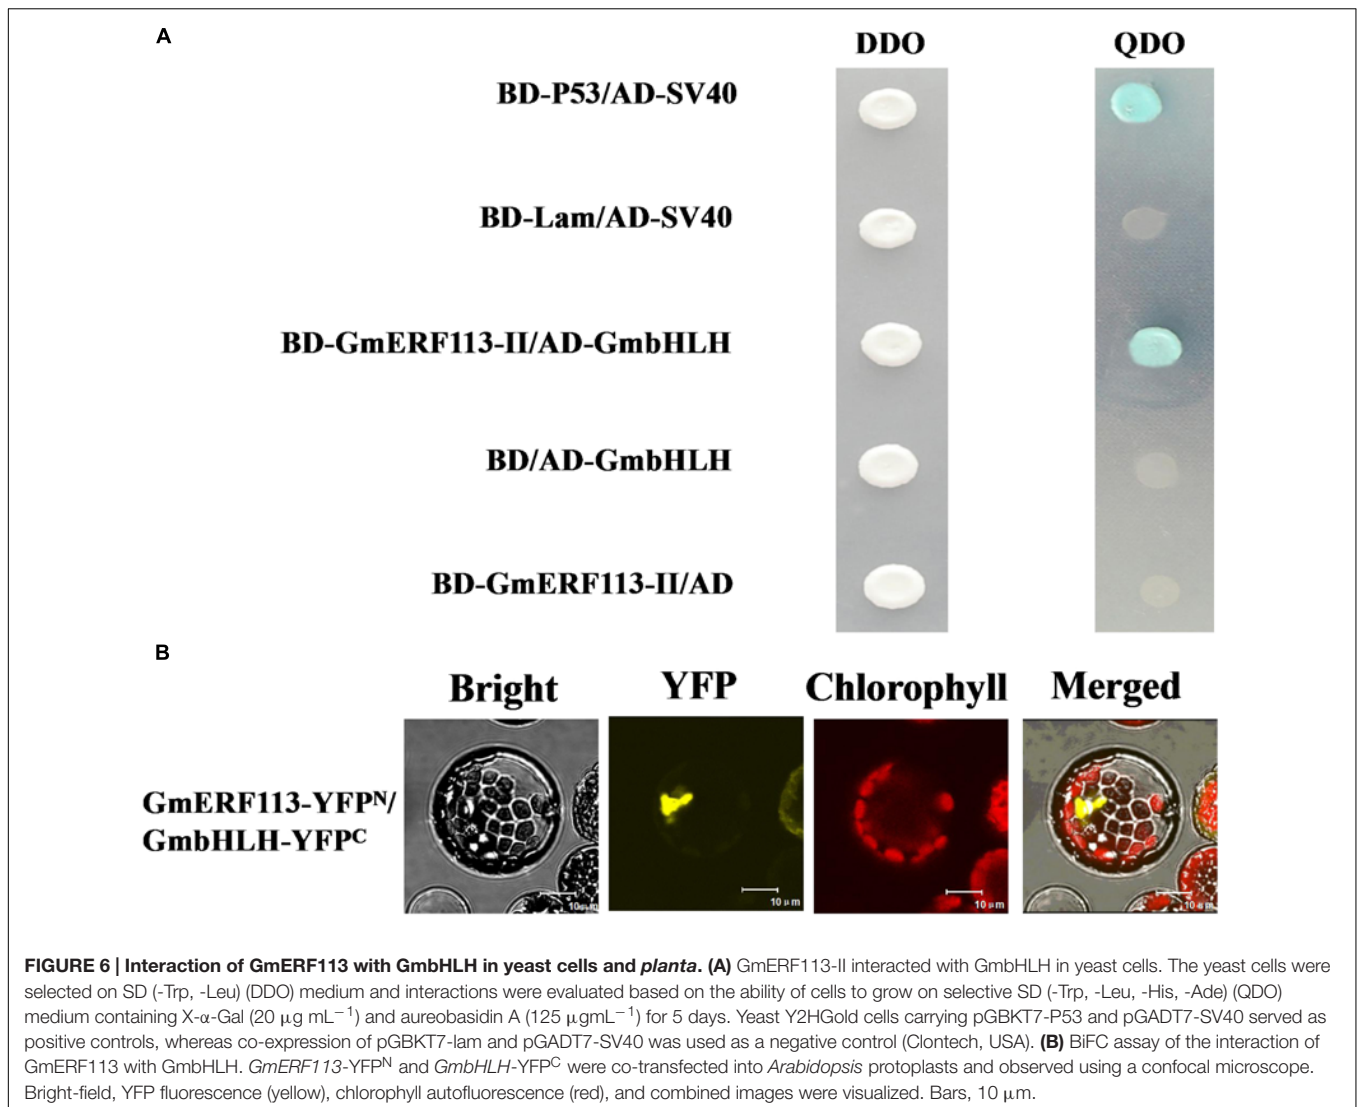 A
DDO
QDO
BD-P53/AD-SV40
BD-Lam/AD-SV40
BD-GmERF113-II/AD-GmbHLH
BD/AD-GmbHLH
BD-GmERF113-II/AD
B
Bright
YFP
Chlorophyll
Merged
GmERF113-YFPᴺ/
GmbHLH-YFPᶜ
10 μm
10 μm
10 μm
10 μm
FIGURE 6 | Interaction of GmERF113 with GmbHLH in yeast cells and planta. (A) GmERF113-II interacted with GmbHLH in yeast cells. The yeast cells were
selected on SD (-Trp, -Leu) (DDO) medium and interactions were evaluated based on the ability of cells to grow on selective SD (-Trp, -Leu, -His, -Ade) (QDO)
medium containing X-α-Gal (20 μg mL⁻¹) and aureobasidin A (125 μgmL⁻¹) for 5 days. Yeast Y2HGold cells carrying pGBKT7-P53 and pGADT7-SV40 served as
positive controls, whereas co-expression of pGBKT7-lam and pGADT7-SV40 was used as a negative control (Clontech, USA). (B) BiFC assay of the interaction of
GmERF113 with GmbHLH. GmERF113-YFPᴺ and GmbHLH-YFPᶜ were co-transfected into Arabidopsis protoplasts and observed using a confocal microscope.
Bright-field, YFP fluorescence (yellow), chlorophyll autofluorescence (red), and combined images were visualized. Bars, 10 μm.